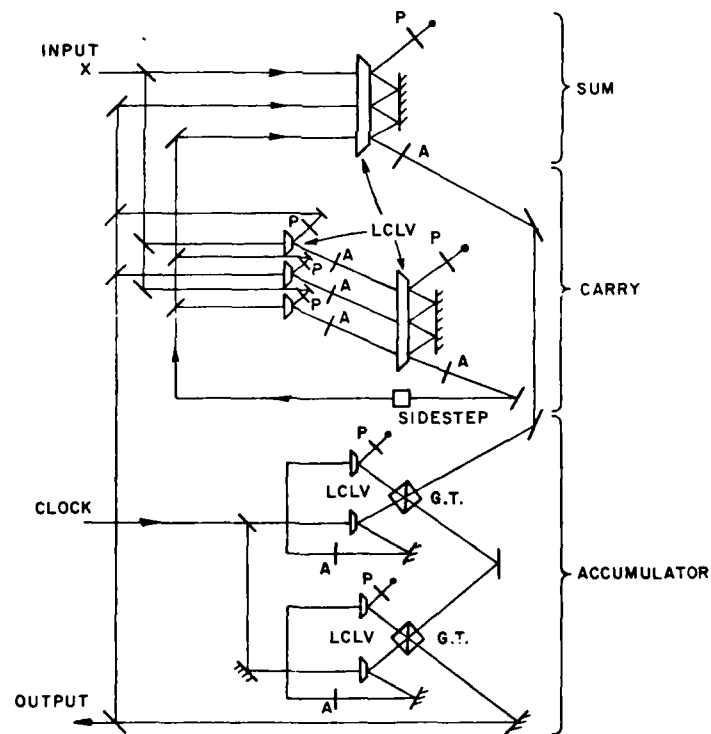 P
INPUT
X
SUM
A
P
LCLV
P
A
P
A
P
A
CARRY
A
SIDESTEP
P
LCLV
G.T.
CLOCK
A
ACCUMULATOR
P
LCLV
G.T.
A
OUTPUT